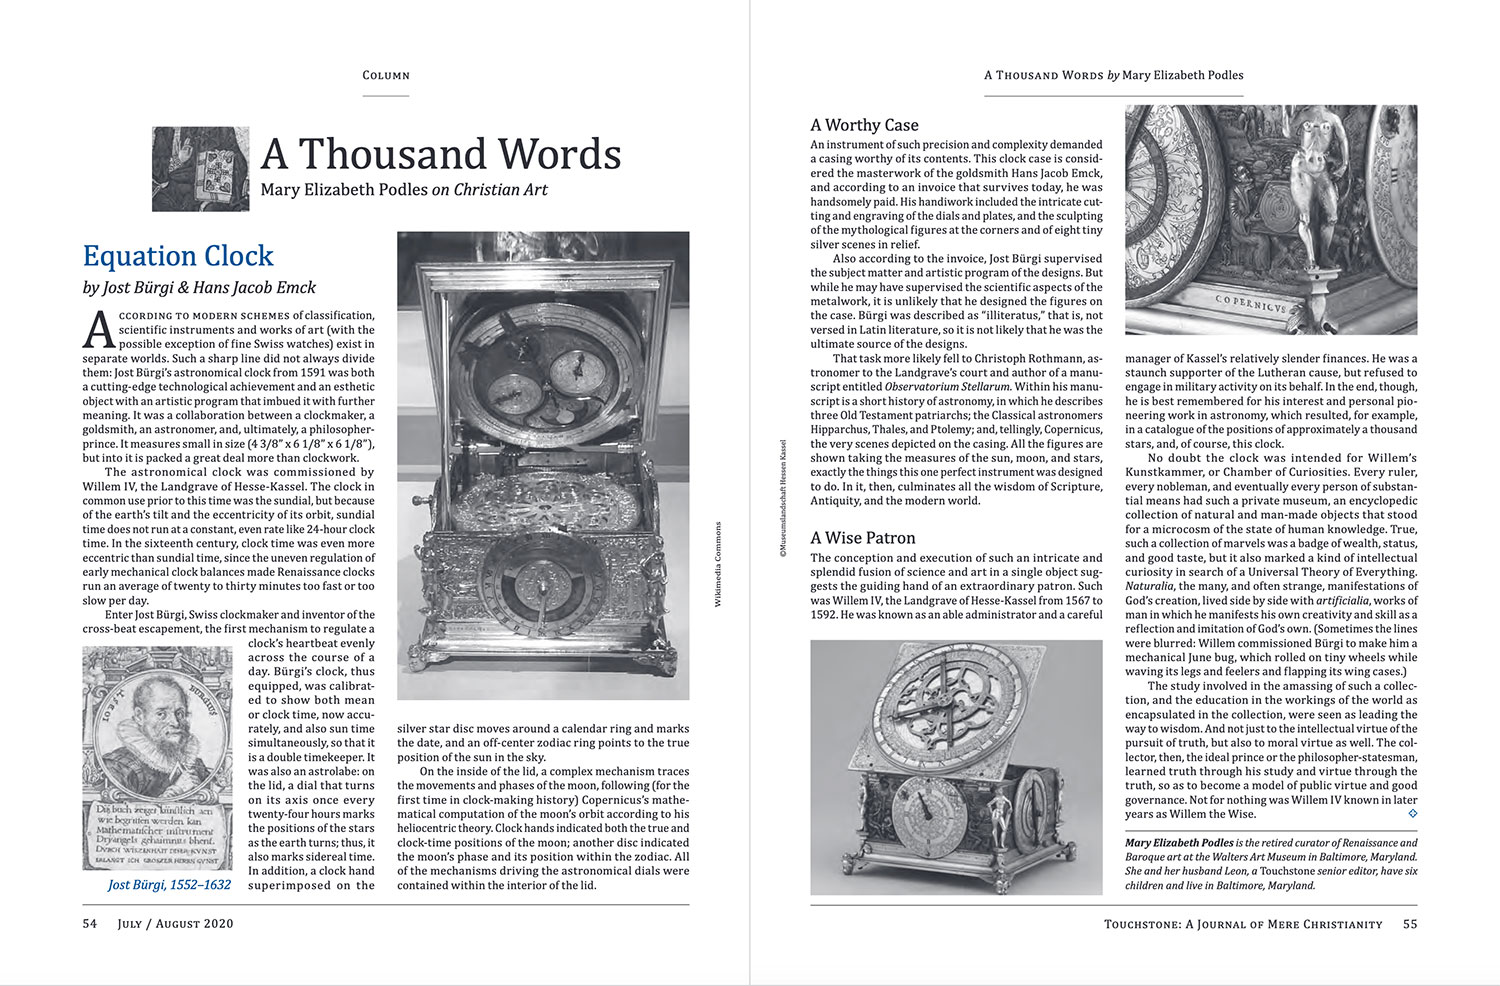 Column
A Thousand Words
Mary Elizabeth Podles on Christian Art
Equation Clock
by Jost Bürgi & Hans Jacob Emck
According to modern schemes of classification,
scientific instruments and works of art (with the
possible exception of fine Swiss watches) exist in
separate worlds. Such a sharp line did not always divide
them: Jost Bürgi's astronomical clock from 1591 was both
a cutting-edge technological achievement and an esthetic
object with an artistic program that imbued it with further
meaning. It was a collaboration between a clockmaker, a
goldsmith, an astronomer, and, ultimately, a philosopher-
prince. It measures small in size (4 3/8” x 6 1/8” x 6 1/8”),
but into it is packed a great deal more than clockwork.
The astronomical clock was commissioned by
Willem IV, the Landgrave of Hesse-Kassel. The clock in
common use prior to this time was the sundial, but because
of the earth's tilt and the eccentricity of its orbit, sundial
time does not run at a constant, even rate like 24-hour clock
time. In the sixteenth century, clock time was even more
eccentric than sundial time, since the uneven regulation of
early mechanical clock balances made Renaissance clocks
run an average of twenty to thirty minutes too fast or too
slow per day.
Enter Jost Bürgi, Swiss clockmaker and inventor of the
cross-beat escapement, the first mechanism to regulate a
clock's heartbeat evenly
across the course of a
day. Bürgi's clock, thus
equipped, was calibrat-
ed to show both mean
or clock time, now accu-
rately, and also sun time
simultaneously, so that it
is a double timekeeper. It
was also an astrolabe: on
the lid, a dial that turns
on its axis once every
twenty-four hours marks
the positions of the stars
as the earth turns; thus, it
also marks sidereal time.
In addition, a clock hand
superimposed on the
IOBST BURGIUS
Jost Bürgi, 1552–1632
Wikimedia Commons
silver star disc moves around a calendar ring and marks
the date, and an off-center zodiac ring points to the true
position of the sun in the sky.
On the inside of the lid, a complex mechanism traces
the movements and phases of the moon, following (for the
first time in clock-making history) Copernicus's mathe-
matical computation of the moon's orbit according to his
heliocentric theory. Clock hands indicated both the true and
clock-time positions of the moon; another disc indicated
the moon's phase and its position within the zodiac. All
of the mechanisms driving the astronomical dials were
contained within the interior of the lid.
54 July / August 2020
A Thousand Words by Mary Elizabeth Podles
A Worthy Case
An instrument of such precision and complexity demanded
a casing worthy of its contents. This clock case is consid-
ered the masterwork of the goldsmith Hans Jacob Emck,
and according to an invoice that survives today, he was
handsomely paid. His handiwork included the intricate cut-
ting and engraving of the dials and plates, and the sculpting
of the mythological figures at the corners and of eight tiny
silver scenes in relief.
Also according to the invoice, Jost Bürgi supervised
the subject matter and artistic program of the designs. But
while he may have supervised the scientific aspects of the
metalwork, it is unlikely that he designed the figures on
the case. Bürgi was described as “illiteratus,” that is, not
versed in Latin literature, so it is not likely that he was the
ultimate source of the designs.
That task more likely fell to Christoph Rothmann, as-
tronomer to the Landgrave's court and author of a manu-
script entitled Observatorium Stellarum. Within his manu-
script is a short history of astronomy, in which he describes
three Old Testament patriarchs; the Classical astronomers
Hipparchus, Thales, and Ptolemy; and, tellingly, Copernicus,
the very scenes depicted on the casing. All the figures are
shown taking the measures of the sun, moon, and stars,
exactly the things this one perfect instrument was designed
to do. In it, then, culminates all the wisdom of Scripture,
Antiquity, and the modern world.
A Wise Patron
The conception and execution of such an intricate and
splendid fusion of science and art in a single object sug-
gests the guiding hand of an extraordinary patron. Such
was Willem IV, the Landgrave of Hesse-Kassel from 1567 to
1592. He was known as an able administrator and a careful
©Museumslandschaft Hessen Kassel
COPERNICUS
manager of Kassel's relatively slender finances. He was a
staunch supporter of the Lutheran cause, but refused to
engage in military activity on its behalf. In the end, though,
he is best remembered for his interest and personal pio-
neering work in astronomy, which resulted, for example,
in a catalogue of the positions of approximately a thousand
stars, and, of course, this clock.
No doubt the clock was intended for Willem's
Kunstkammer, or Chamber of Curiosities. Every ruler,
every nobleman, and eventually every person of substan-
tial means had such a private museum, an encyclopedic
collection of natural and man-made objects that stood
for a microcosm of the state of human knowledge. True,
such a collection of marvels was a badge of wealth, status,
and good taste, but it also marked a kind of intellectual
curiosity in search of a Universal Theory of Everything.
Naturalia, the many, and often strange, manifestations of
God's creation, lived side by side with artificialia, works of
man in which he manifests his own creativity and skill as a
reflection and imitation of God's own. (Sometimes the lines
were blurred: Willem commissioned Bürgi to make him a
mechanical June bug, which rolled on tiny wheels while
waving its legs and feelers and flapping its wing cases.)
The study involved in the amassing of such a collec-
tion, and the education in the workings of the world as
encapsulated in the collection, were seen as leading the
way to wisdom. And not just to the intellectual virtue of the
pursuit of truth, but also to moral virtue as well. The col-
lector, then, the ideal prince or the philosopher-statesman,
learned truth through his study and virtue through the
truth, so as to become a model of public virtue and good
governance. Not for nothing was Willem IV known in later
years as Willem the Wise.
Mary Elizabeth Podles is the retired curator of Renaissance and
Baroque art at the Walters Art Museum in Baltimore, Maryland.
She and her husband Leon, a Touchstone senior editor, have six
children and live in Baltimore, Maryland.
Touchstone: A Journal of Mere Christianity 55